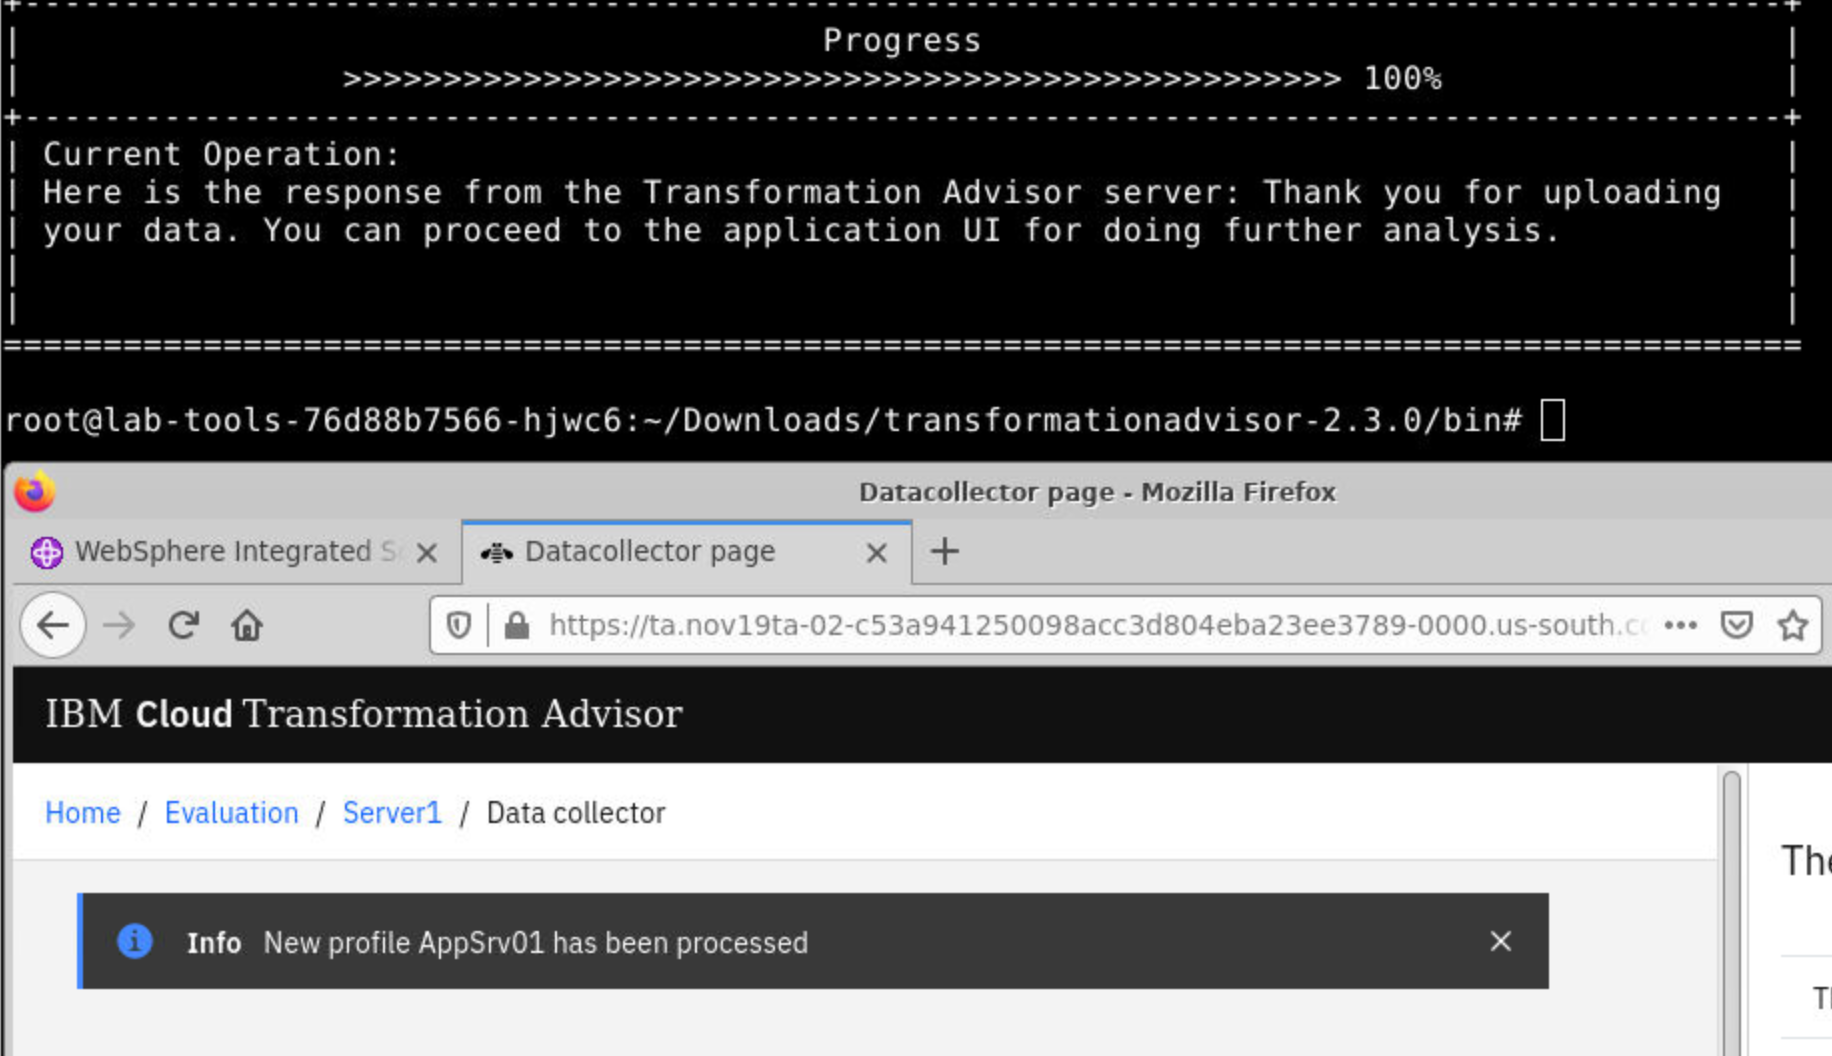 Progress
>>>>>>>>>>>>>>>>>>>>>>>>>>>>>>>>>>>>>>>>>>>>>>>>>> 100%
Current Operation:
Here is the response from the Transformation Advisor server: Thank you for uploading
your data. You can proceed to the application UI for doing further analysis.
root@lab-tools-76d88b7566-hjwc6:~/Downloads/transformationadvisor-2.3.0/bin#
Datacollector page - Mozilla Firefox
WebSphere Integrated S
Datacollector page
https://ta.nov19ta-02-c53a941250098acc3d804eba23ee3789-0000.us-south.c
IBM Cloud Transformation Advisor
Home / Evaluation / Server1 / Data collector
Info New profile AppSrv01 has been processed